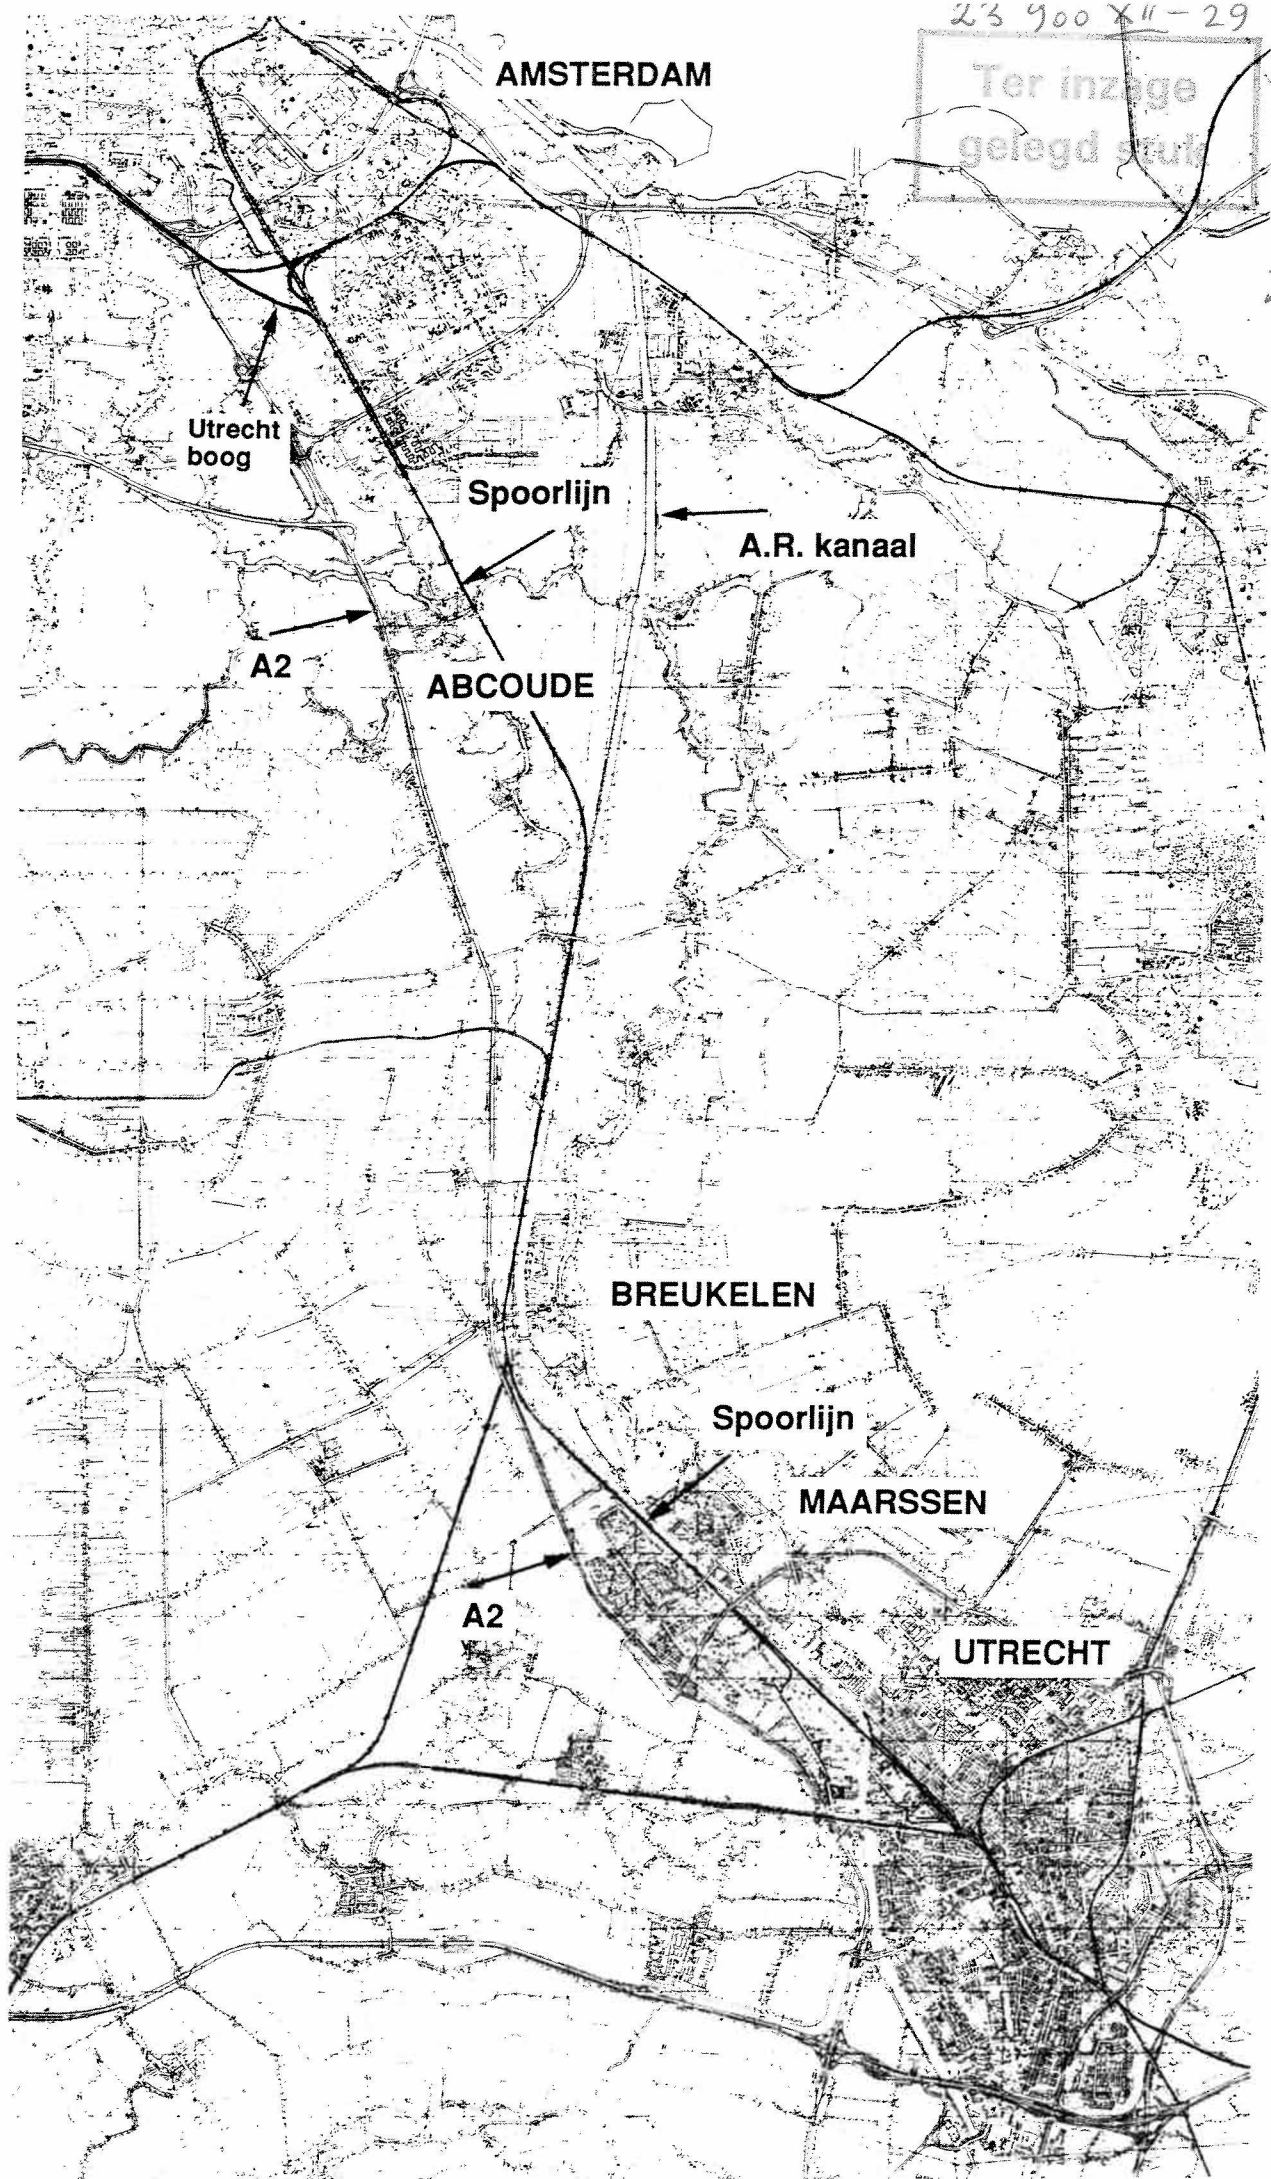 23 900 XII - 29
Ter inzage
gelegd stuk
AMSTERDAM
Utrecht
boog
Spoorlijn
A.R. kanaal
A2
ABCOUDE
BREUKELEN
Spoorlijn
MAARSSEN
A2
UTRECHT